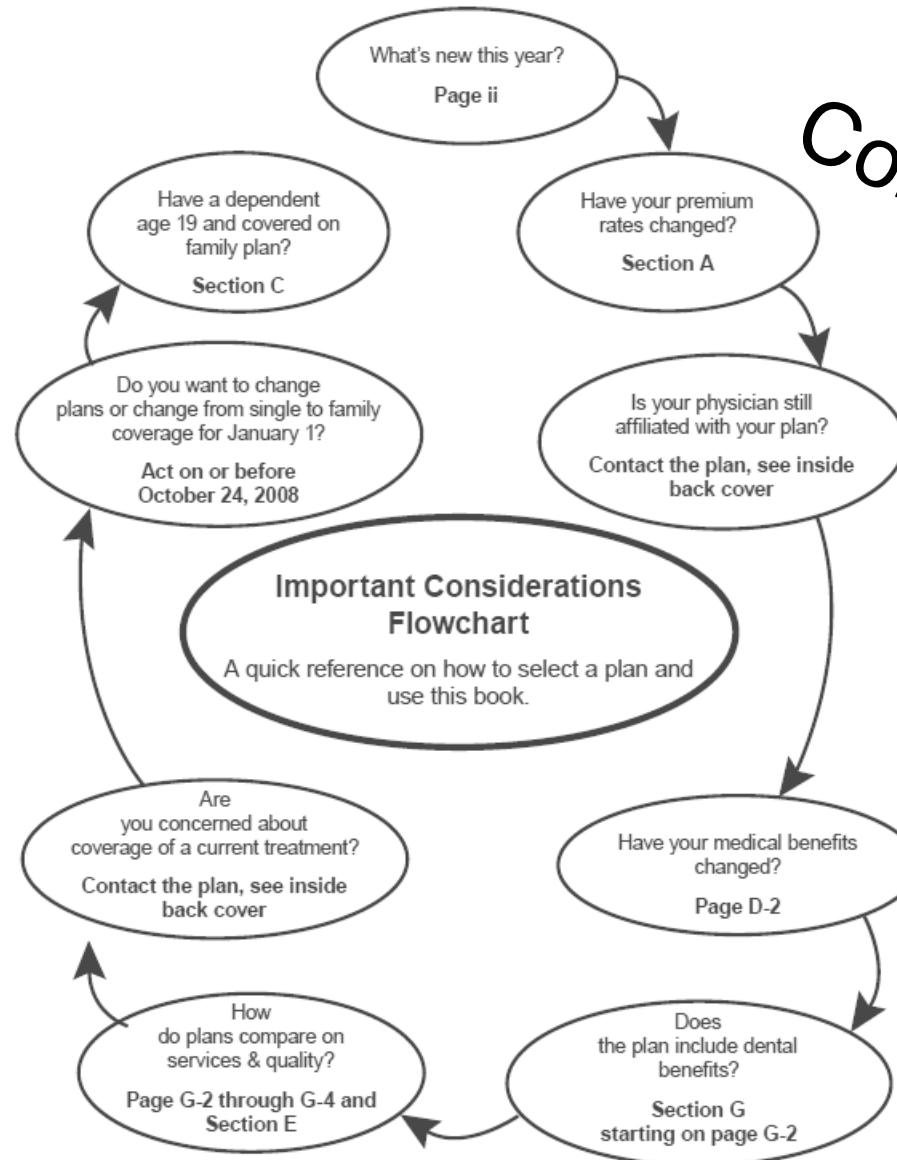 What's new this year?
Page ii
Have your premium
rates changed?
Section A
Is your physician still
affiliated with your plan?
Contact the plan, see inside
back cover
Have your medical benefits
changed?
Page D-2
Does
the plan include dental
benefits?
Section G
starting on page G-2
How
do plans compare on
services & quality?
Page G-2 through G-4 and
Section E
Are
you concerned about
coverage of a current treatment?
Contact the plan, see inside
back cover
Do you want to change
plans or change from single to family
coverage for January 1?
Act on or before
October 24, 2008
Have a dependent
age 19 and covered on
family plan?
Section C
Important Considerations
Flowchart
A quick reference on how to select a plan and
use this book.